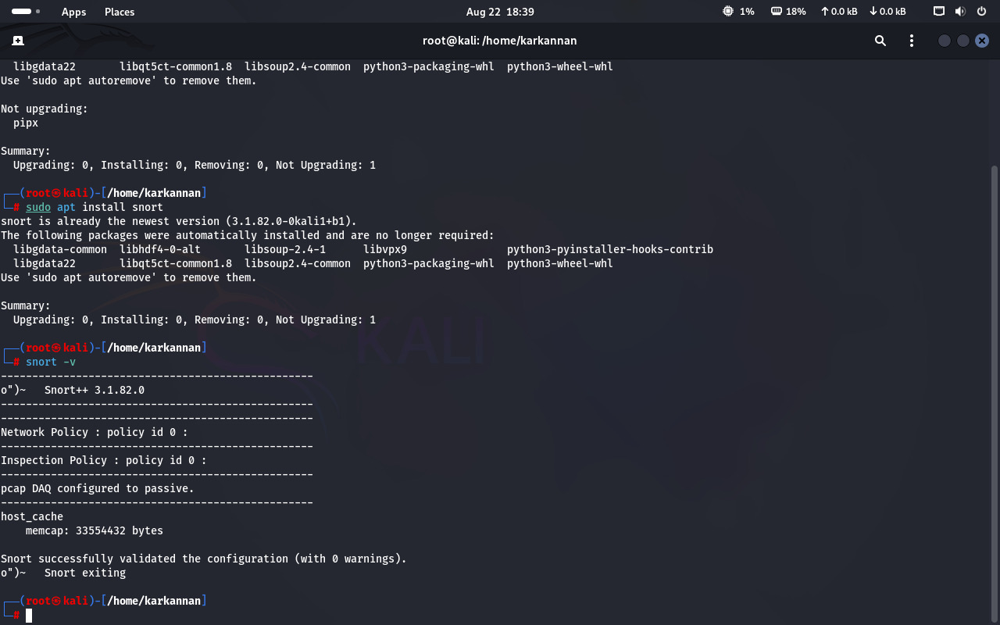 Apps Places Aug 22 18:39 1% 18% 0.0 kB 0.0 kB
root@kali: /home/karkannan
libgdata22 libqt5ct-common1.8 libsoup2.4-common python3-packaging-whl python3-wheel-whl
Use 'sudo apt autoremove' to remove them.
Not upgrading:
pipx
Summary:
Upgrading: 0, Installing: 0, Removing: 0, Not Upgrading: 1
┌──(root㉿kali)-[/home/karkannan]
└─# sudo apt install snort
snort is already the newest version (3.1.82.0-0kali1+b1).
The following packages were automatically installed and are no longer required:
libgdata-common libhdf4-0-alt libsoup-2.4-1 libvpx9 python3-pyinstaller-hooks-contrib
libgdata22 libqt5ct-common1.8 libsoup2.4-common python3-packaging-whl python3-wheel-whl
Use 'sudo apt autoremove' to remove them.
Summary:
Upgrading: 0, Installing: 0, Removing: 0, Not Upgrading: 1
KALI
┌──(root㉿kali)-[/home/karkannan]
└─# snort -v
--------------------------------------------------
o")~ Snort++ 3.1.82.0
--------------------------------------------------
--------------------------------------------------
Network Policy : policy id 0 :
--------------------------------------------------
Inspection Policy : policy id 0 :
--------------------------------------------------
pcap DAQ configured to passive.
--------------------------------------------------
host_cache
memcap: 33554432 bytes
Snort successfully validated the configuration (with 0 warnings).
o")~ Snort exiting
┌──(root㉿kali)-[/home/karkannan]
└─#